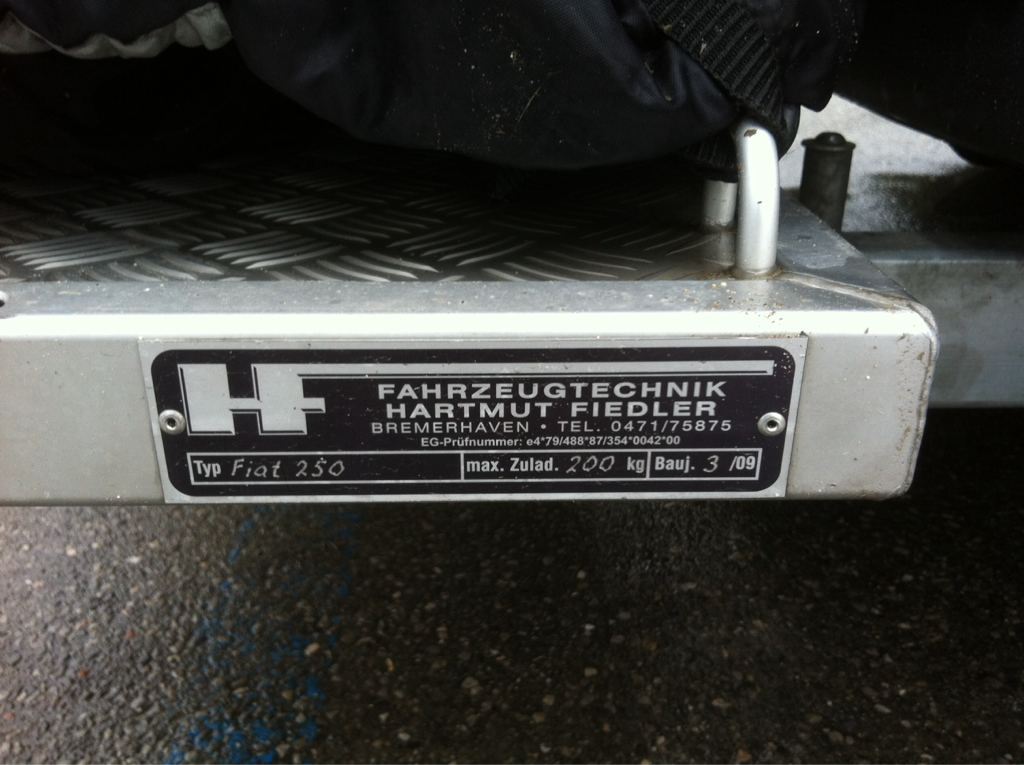 HF
FAHRZEUGTECHNIK
HARTMUT FIEDLER
BREMERHAVEN • TEL. 0471/75875
EG-Prüfnummer: e4*79/488*87/354*0042*00
Typ Fiat 250 max. Zulad. 200 kg Bauj. 3 /09